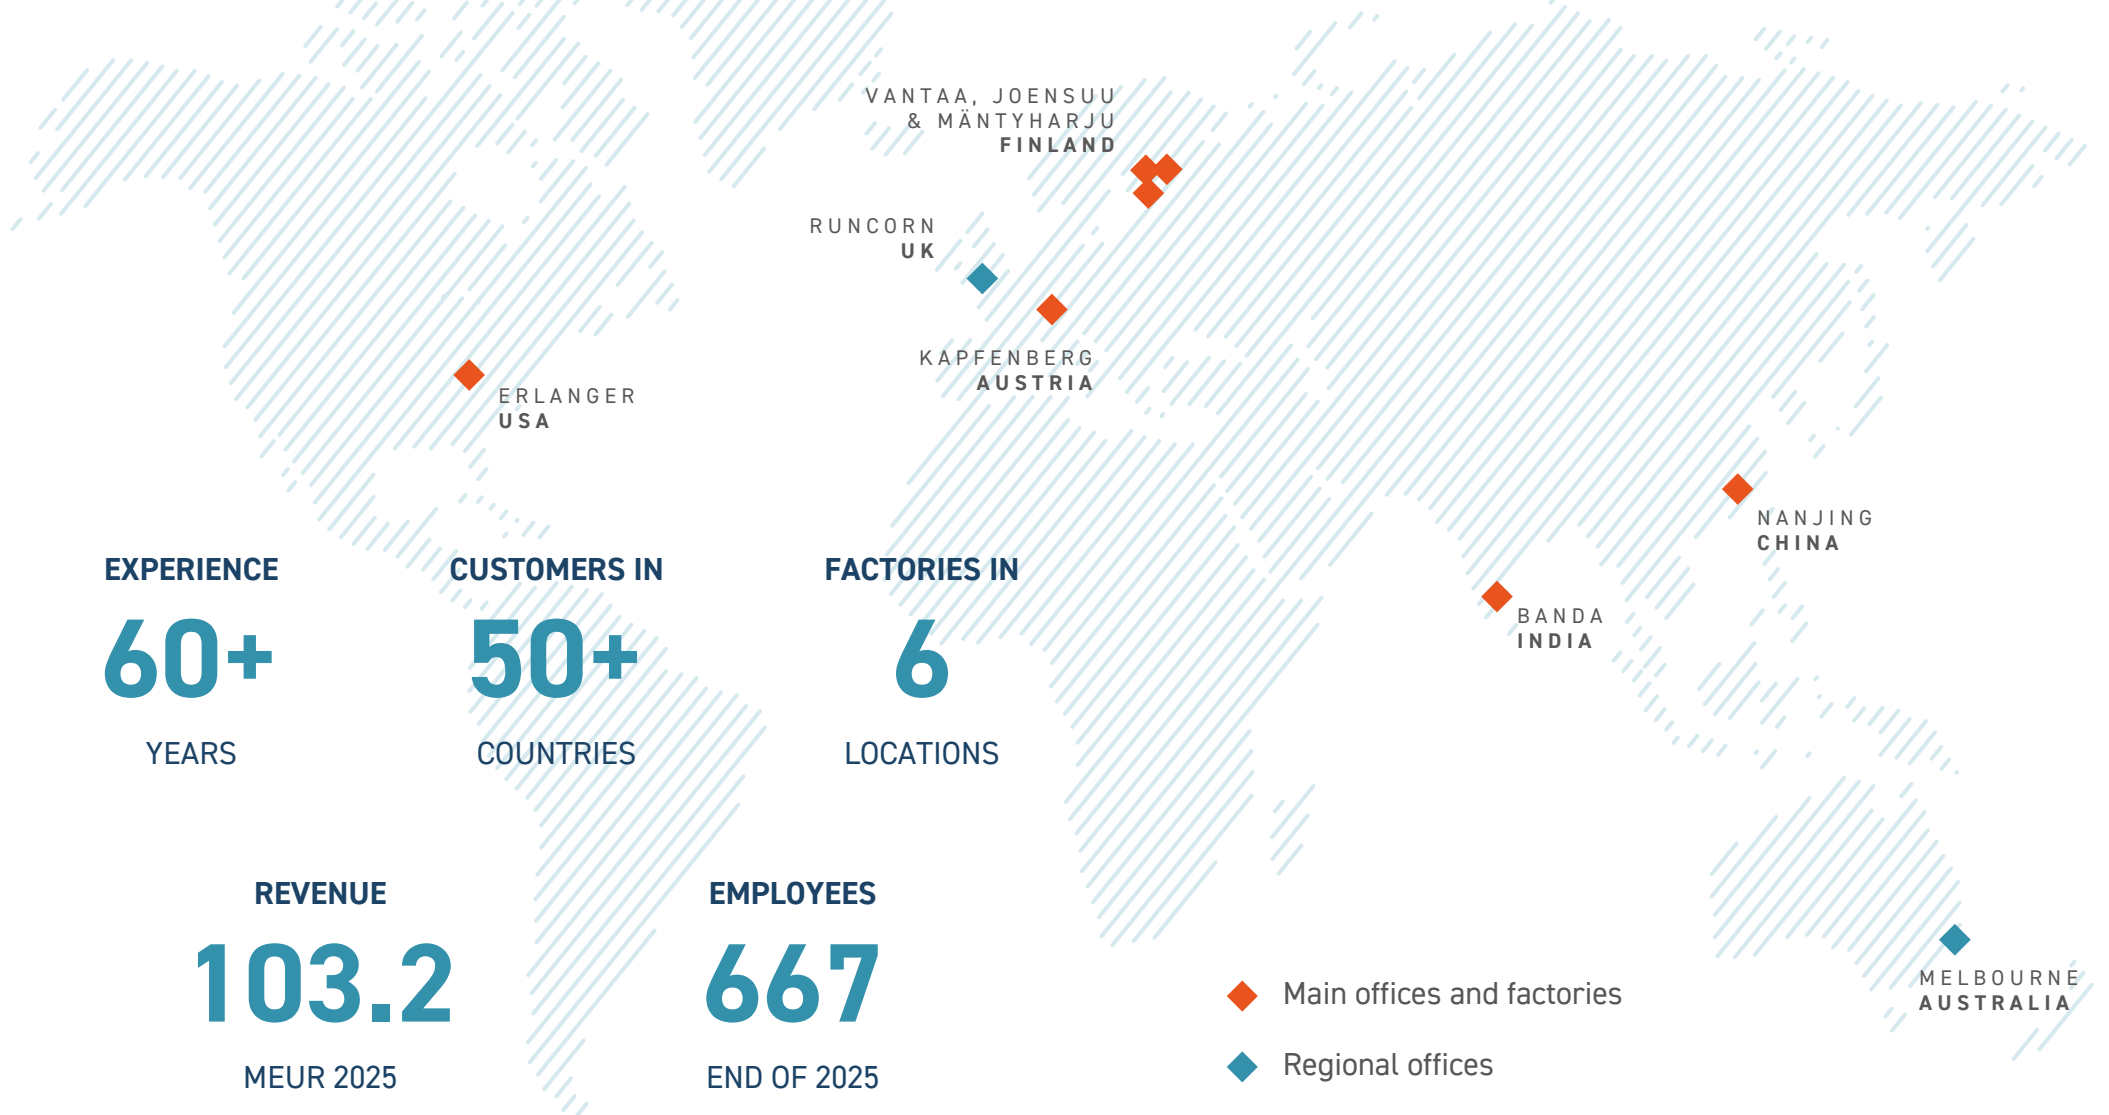 VANTAA, JOENSUU
& MÄNTYHARJU
FINLAND
RUNCORN
UK
KAPFENBERG
AUSTRIA
ERLANGER
USA
NANJING
CHINA
BANDA
INDIA
MELBOURNE
AUSTRALIA
EXPERIENCE
60+
YEARS
CUSTOMERS IN
50+
COUNTRIES
FACTORIES IN
6
LOCATIONS
REVENUE
103.2
MEUR 2025
EMPLOYEES
667
END OF 2025
Main offices and factories
Regional offices